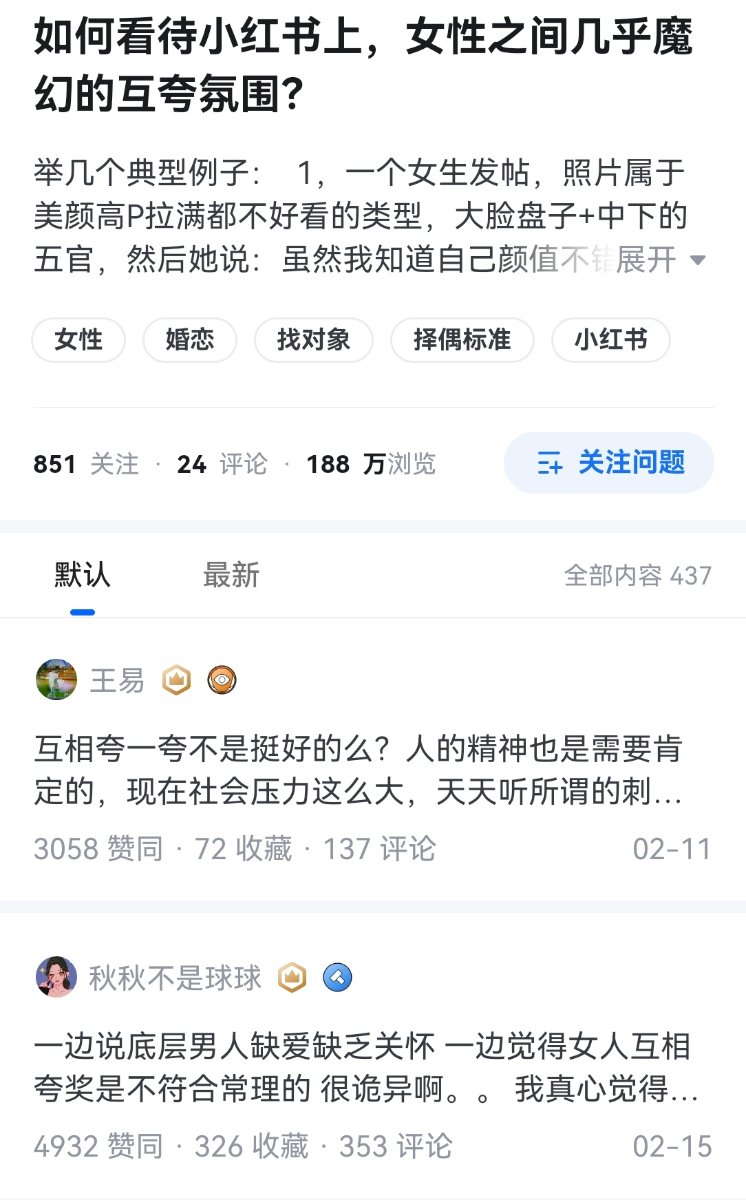 如何看待小红书上，女性之间几乎魔
幻的互夸氛围？
举几个典型例子： 1，一个女生发帖，照片属于
美颜高P拉满都不好看的类型，大脸盘子+中下的
五官，然后她说：虽然我知道自己颜值不错展开
女性 婚恋 找对象 择偶标准 小红书
851 关注 · 24 评论 · 188 万浏览 关注问题
默认 最新 全部内容 437
王易
互相夸一夸不是挺好的么？人的精神也是需要肯
定的，现在社会压力这么大，天天听所谓的刺...
3058 赞同 · 72 收藏 · 137 评论 02-11
秋秋不是球球
一边说底层男人缺爱缺乏关怀 一边觉得女人互相
夸奖是不符合常理的 很诡异啊。。 我真心觉得...
4932 赞同 · 326 收藏 · 353 评论 02-15